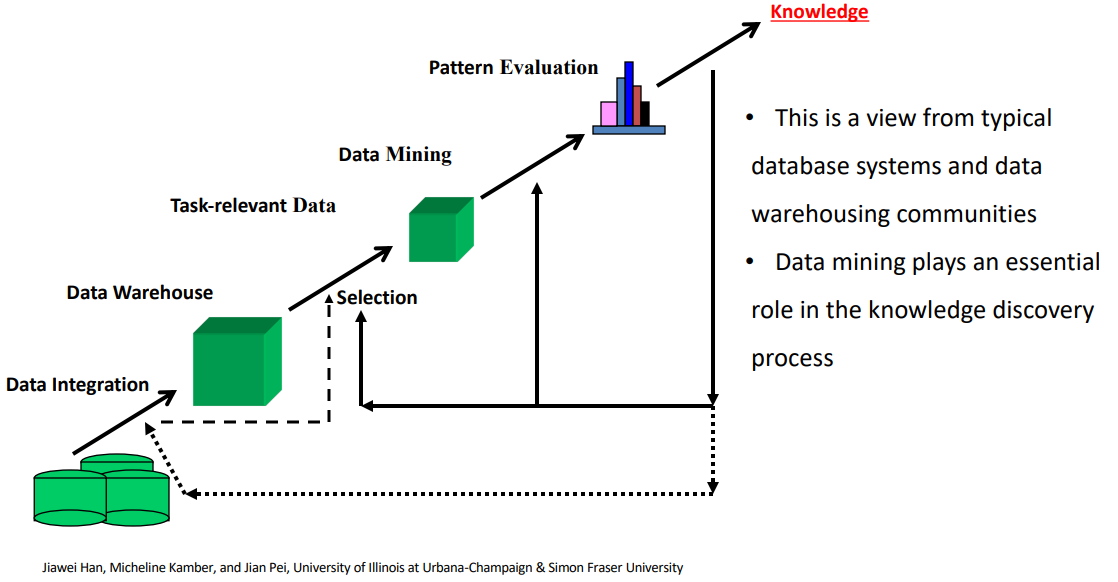 Knowledge
Pattern Evaluation
Data Mining
Task-relevant Data
Selection
Data Warehouse
Data Integration
• This is a view from typical
database systems and data
warehousing communities
• Data mining plays an essential
role in the knowledge discovery
process
Jiawei Han, Micheline Kamber, and Jian Pei, University of Illinois at Urbana-Champaign & Simon Fraser University